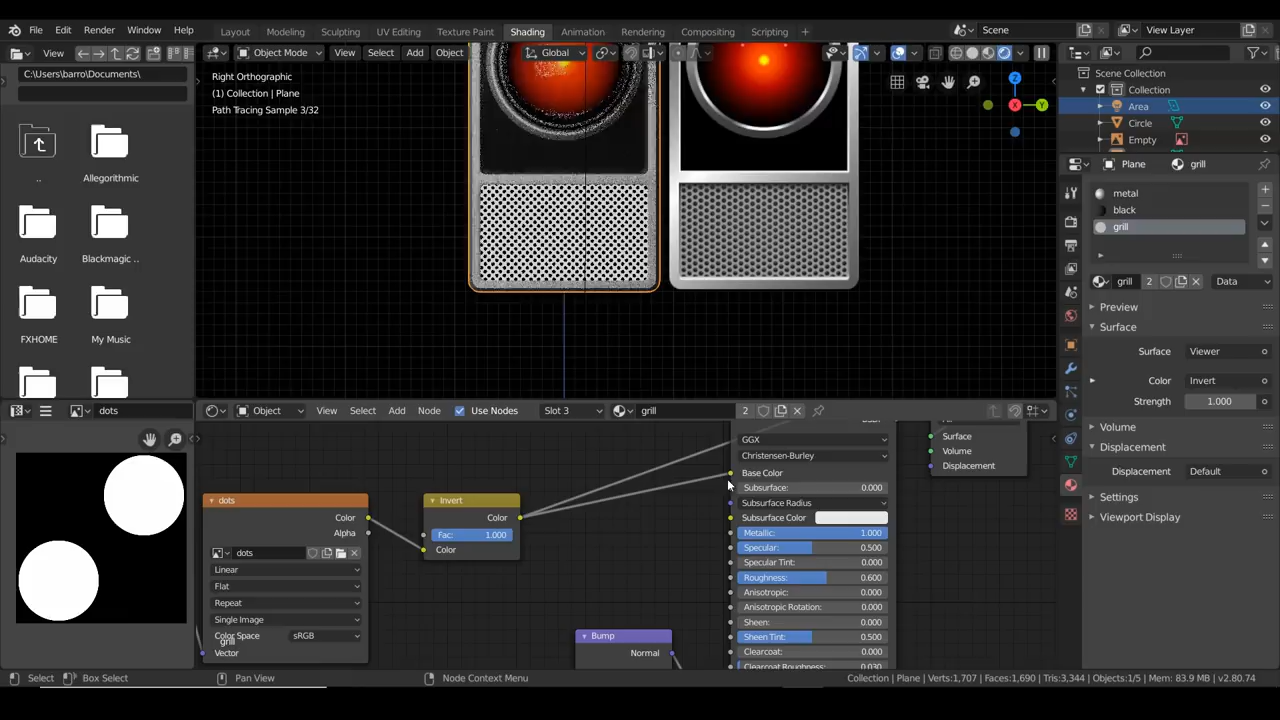 File Edit Render Window Help Layout Modeling Sculpting UV Editing Texture Paint Shading Animation Rendering Compositing Scripting + Scene View Layer
View Object Mode View Select Add Object Global
C:\Users\barro\Documents\
Right Orthographic
(1) Collection | Plane
Path Tracing Sample 3/32
Scene Collection
Collection
Area
Circle
Empty
Plane grill
metal
black
grill
..
Allegorithmic
Audacity
Blackmagic ..
FXHOME
My Music
grill 2 Data
Preview
Surface
Surface Viewer
Color Invert
Strength 1.000
Volume
Displacement
Displacement Default
Settings
Viewport Display
dots
Object View Select Add Node Use Nodes Slot 3 grill 2
GGX
Christensen-Burley
Base Color
Subsurface: 0.000
Subsurface Radius
Subsurface Color
Metallic: 1.000
Specular: 0.500
Specular Tint: 0.000
Roughness: 0.600
Anisotropic: 0.000
Anisotropic Rotation: 0.000
Sheen: 0.000
Sheen Tint: 0.500
Clearcoat: 0.000
Clearcoat Roughness: 0.030
Surface
Volume
Displacement
dots
Color
Alpha
dots
Linear
Flat
Repeat
Single Image
Color Space sRGB
grill
Vector
Invert
Color
Fac: 1.000
Color
Bump
Normal
X
Y
Z
Select Box Select Pan View Node Context Menu Collection | Plane | Verts:1,707 | Faces:1,690 | Tris:3,344 | Objects:1/5 | Mem: 83.9 MB | v2.80.74